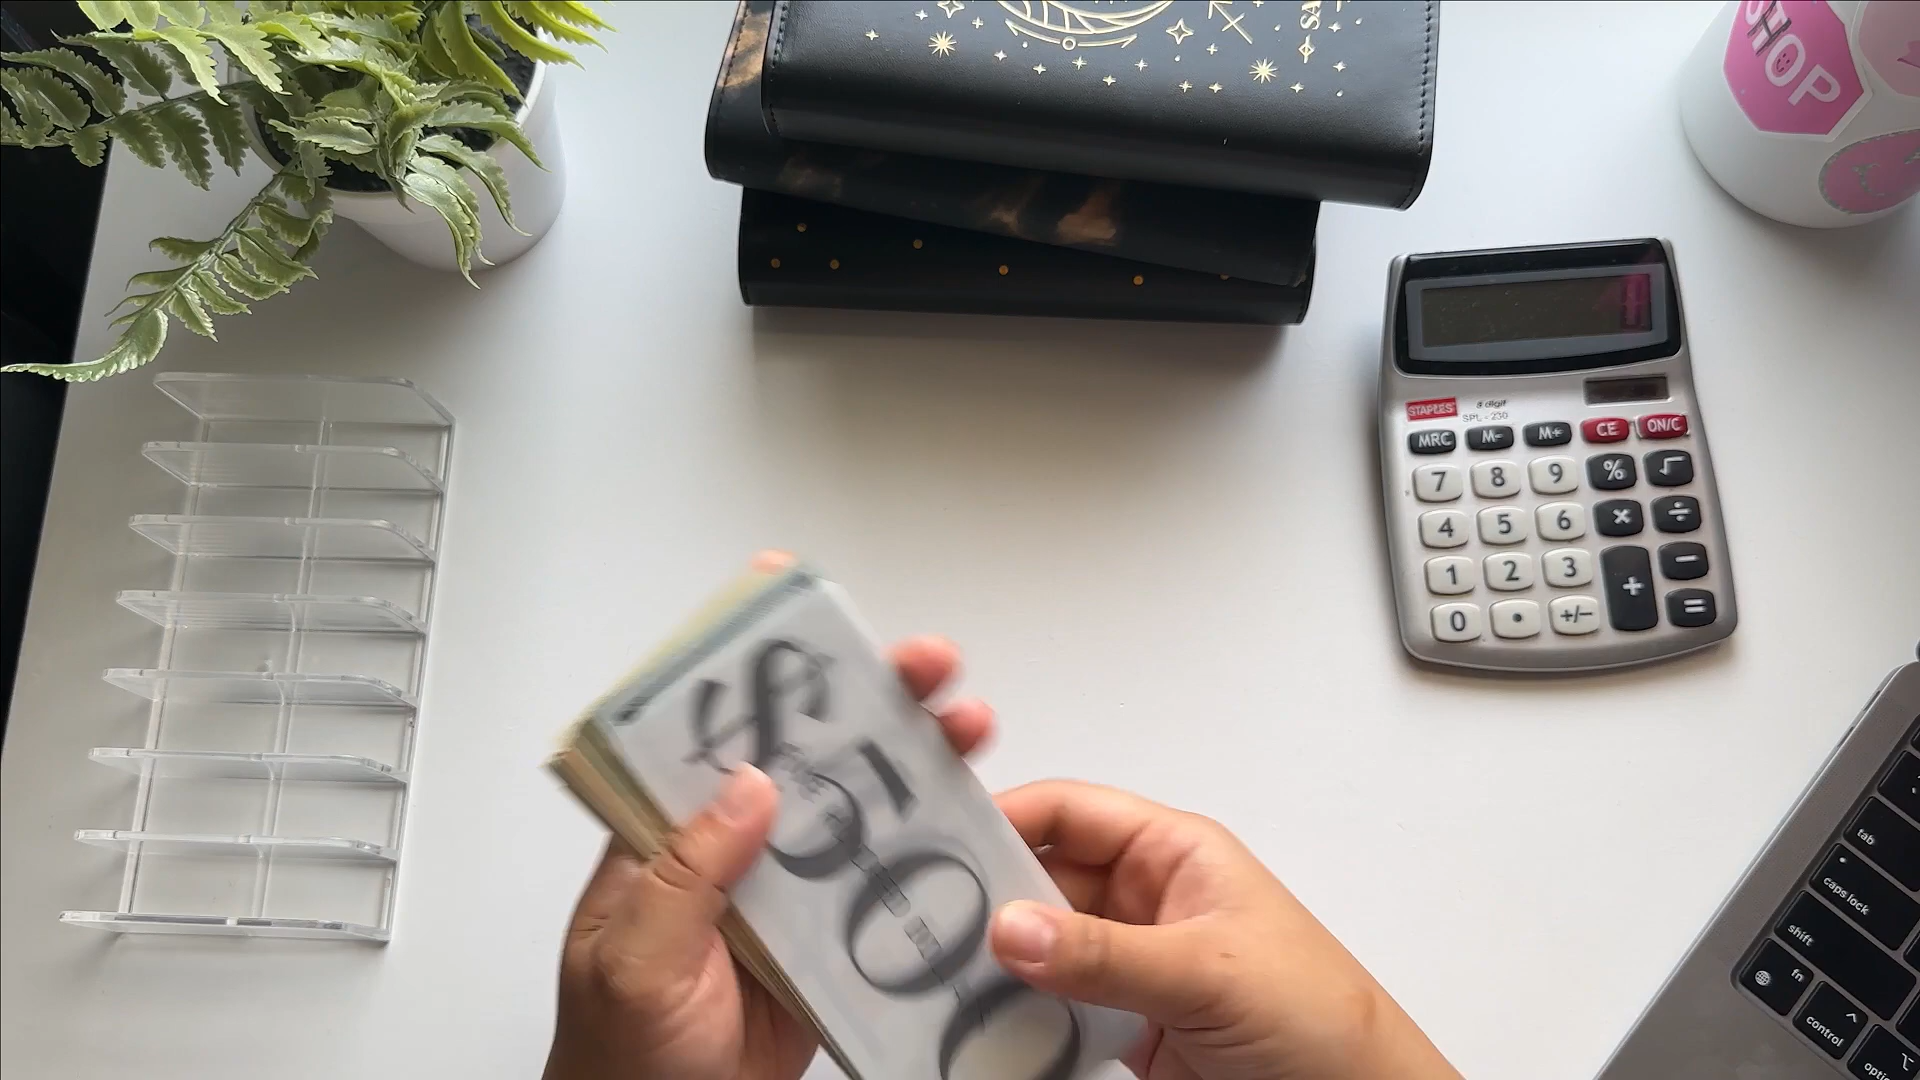 SHOP
STAPLES
8 digit
SPL-230
MRC M- M+ CE ON/C
7 8 9 % √
4 5 6 × ÷
1 2 3 + −
0 . +/− =
$500
tab
caps lock
shift
fn
control